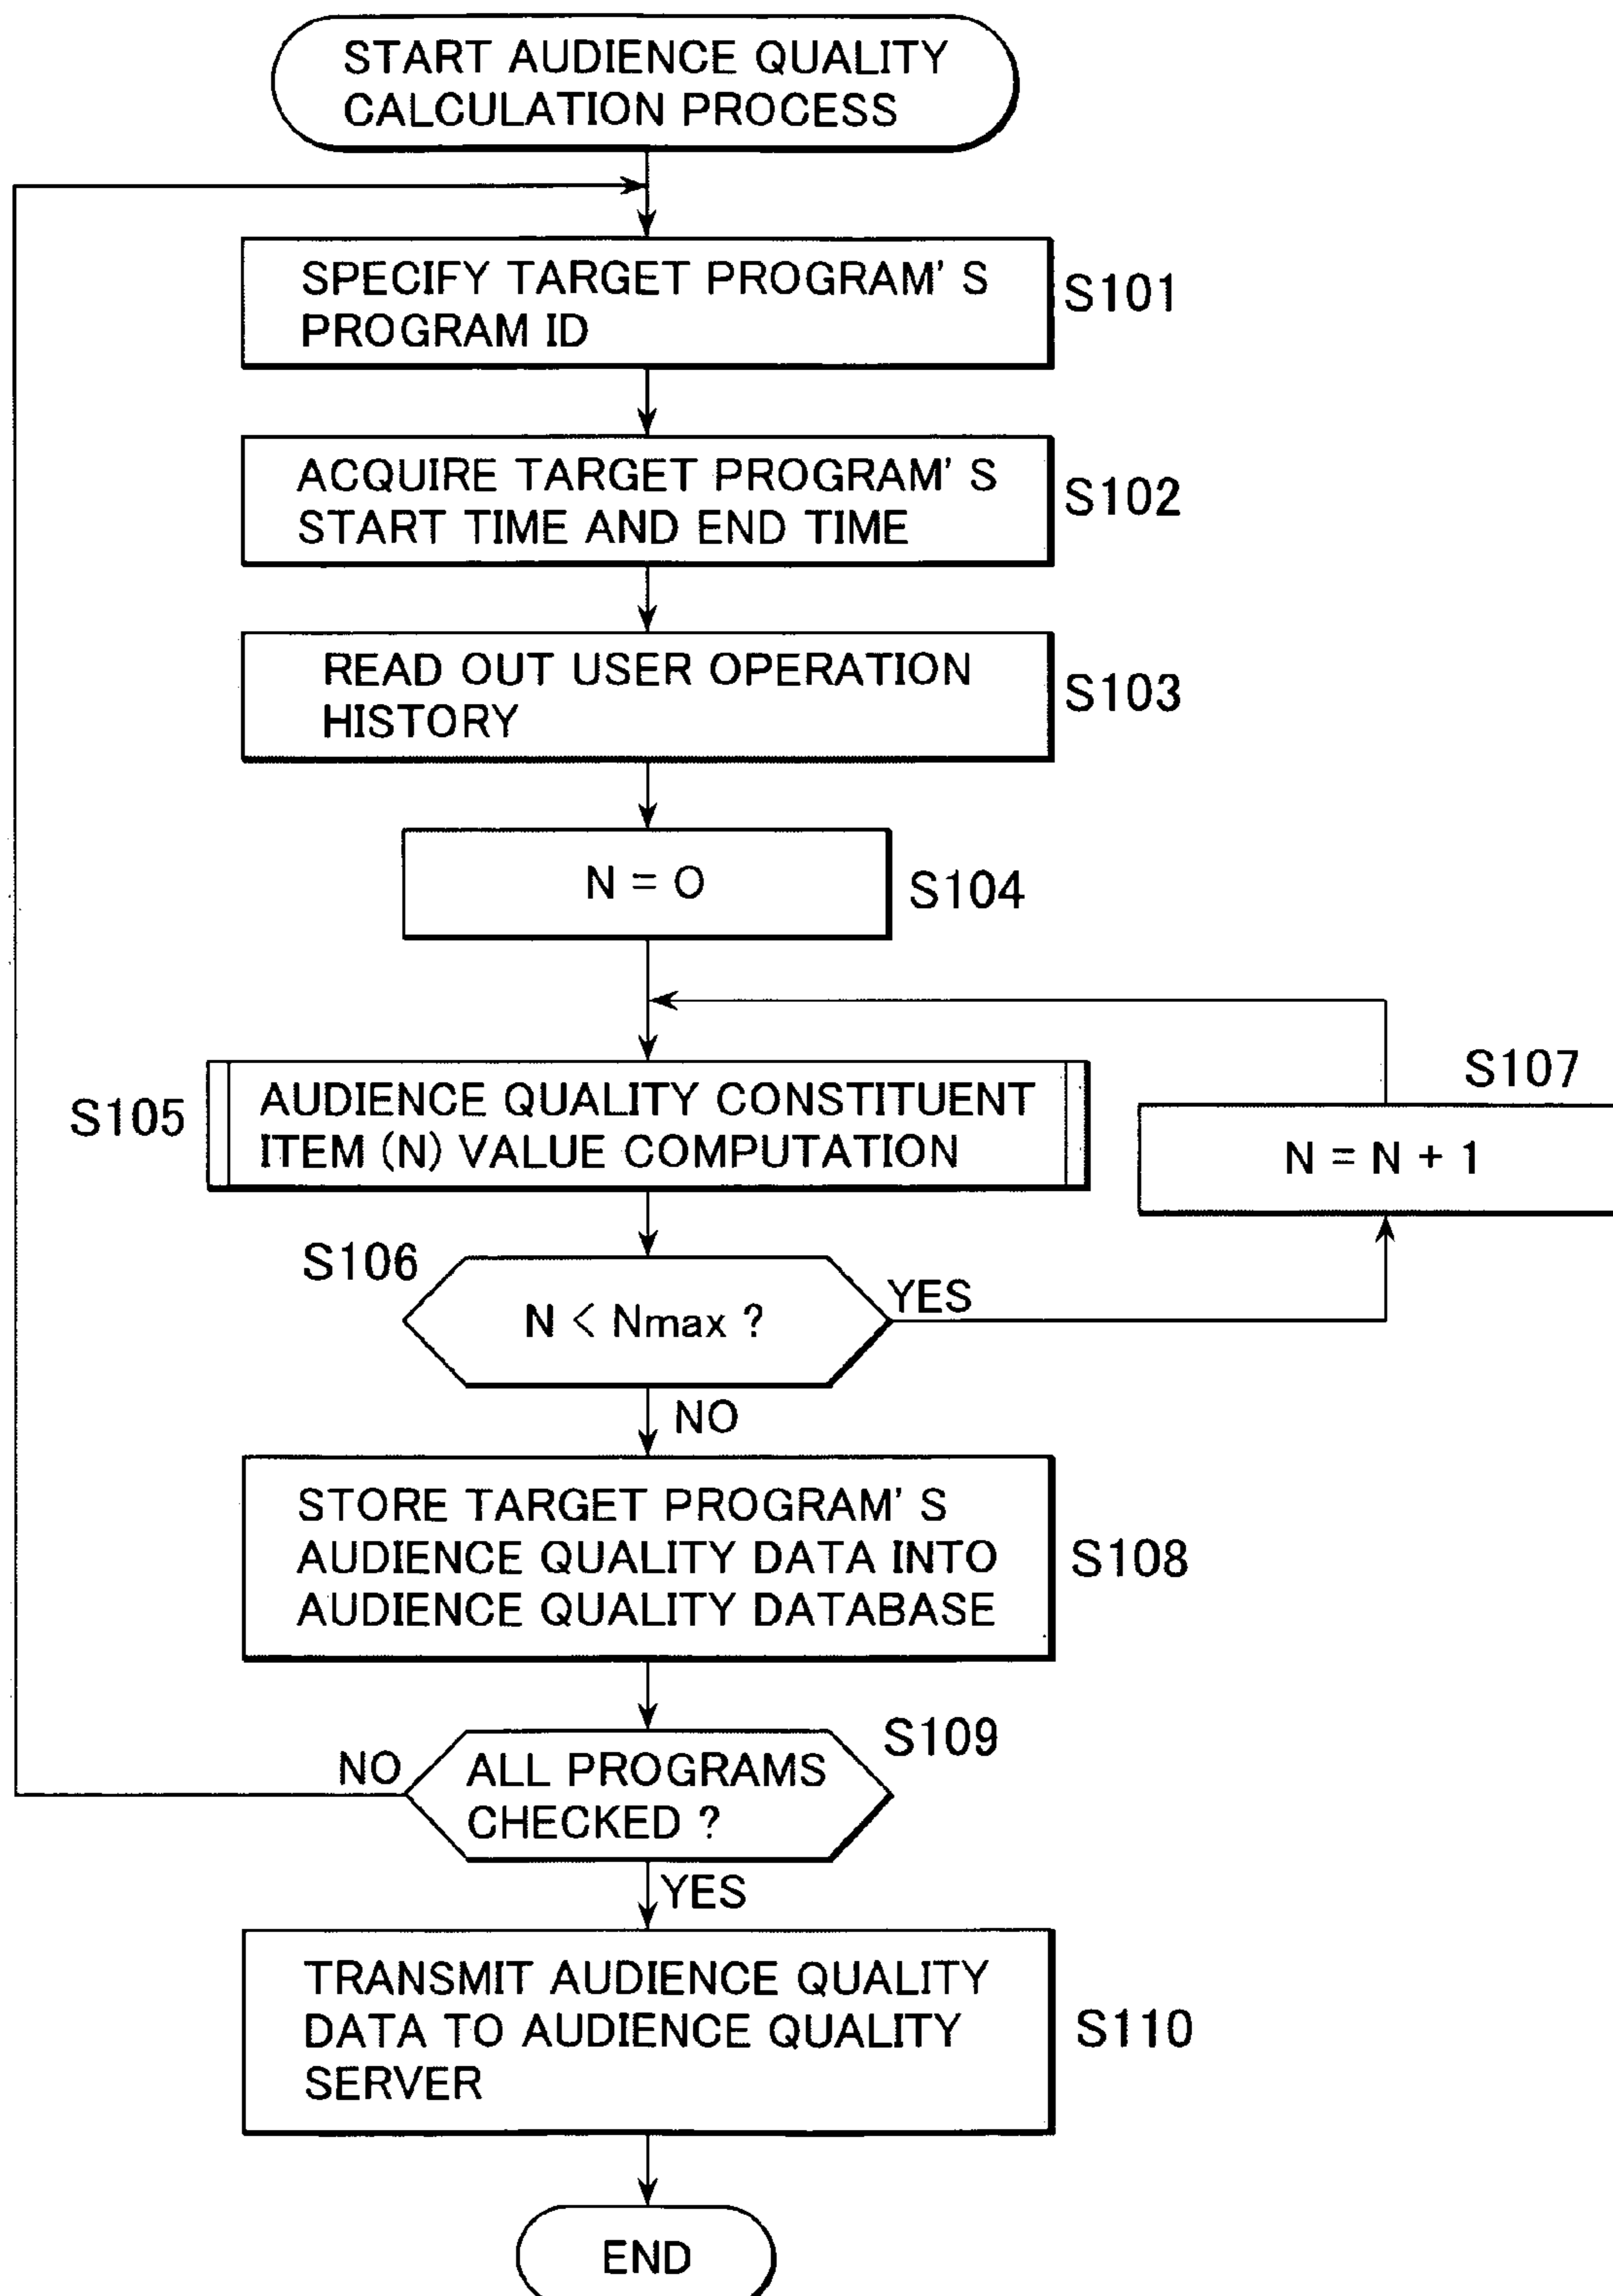 START AUDIENCE QUALITY
CALCULATION PROCESS
SPECIFY TARGET PROGRAM' S
PROGRAM ID
S101
ACQUIRE TARGET PROGRAM' S
START TIME AND END TIME
S102
READ OUT USER OPERATION
HISTORY
S103
N = 0
S104
S105
AUDIENCE QUALITY CONSTITUENT
ITEM (N) VALUE COMPUTATION
S107
N = N + 1
S106
N < Nmax ?
YES
NO
STORE TARGET PROGRAM' S
AUDIENCE QUALITY DATA INTO
AUDIENCE QUALITY DATABASE
S108
S109
NO
ALL PROGRAMS
CHECKED ?
YES
TRANSMIT AUDIENCE QUALITY
DATA TO AUDIENCE QUALITY
SERVER
S110
END